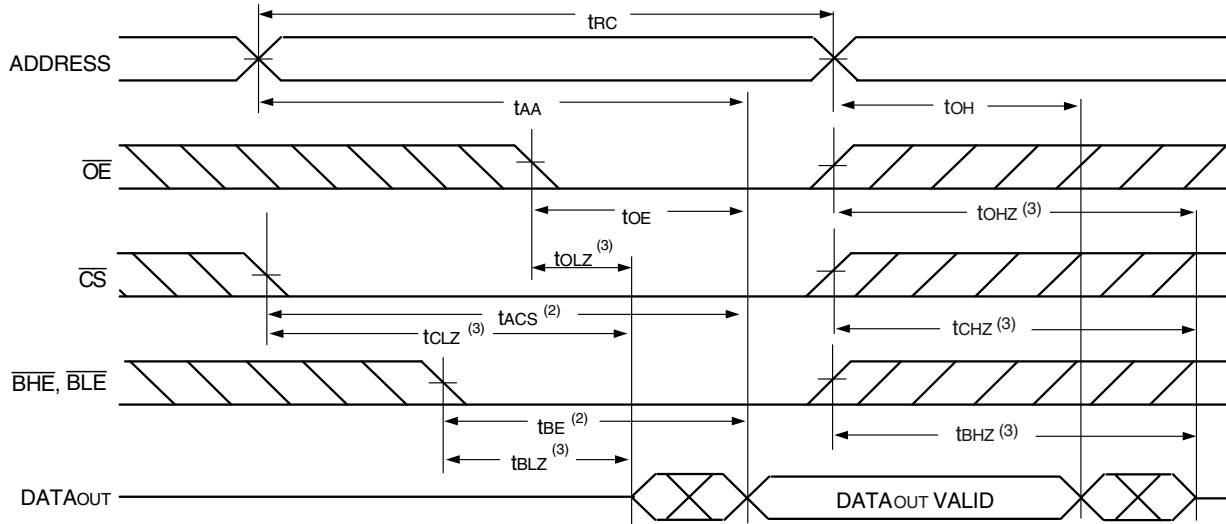 tRC
ADDRESS
tAA
tOH
OE
tOE
tOHZ (3)
tOLZ (3)
CS
tACS (2)
tCLZ (3)
tCHZ (3)
BHE, BLE
tBE (2)
tBHZ (3)
tBLZ (3)
DATAOUT
DATAOUT VALID